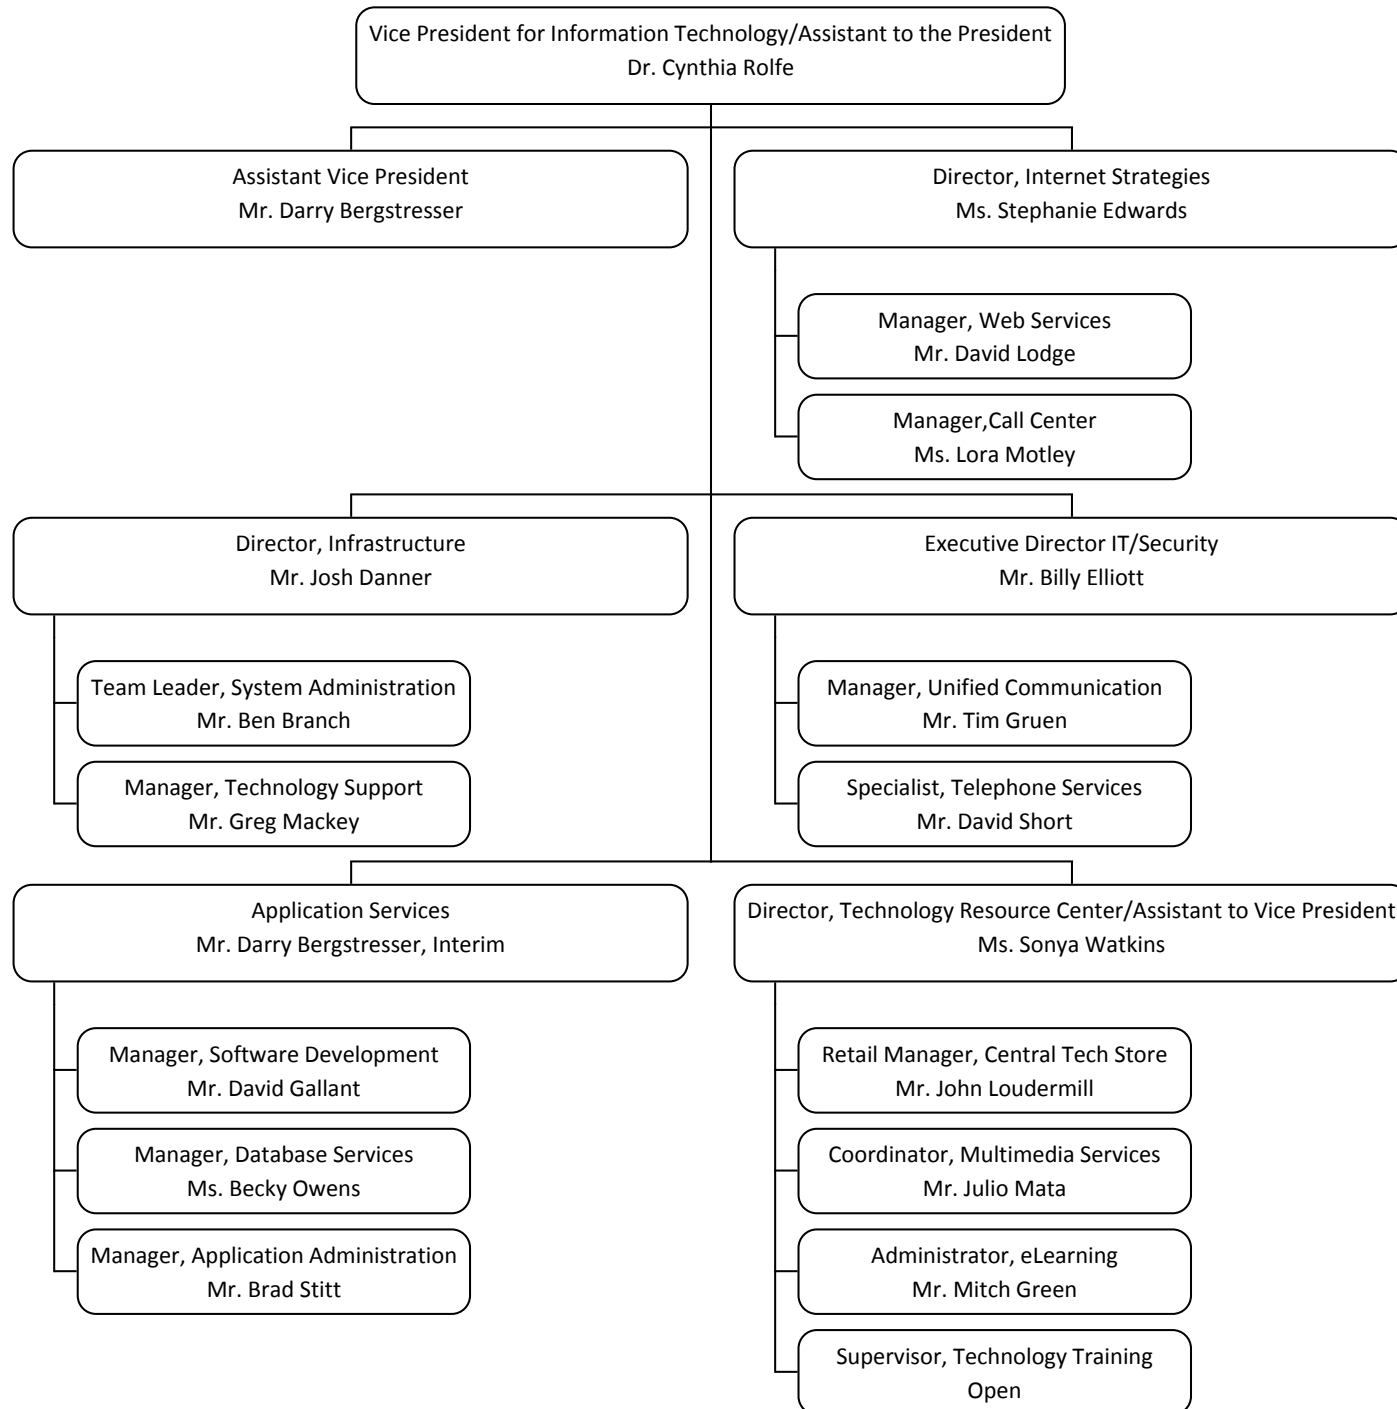 Vice President for Information Technology/Assistant to the President
Dr. Cynthia Rolfe
Assistant Vice President
Mr. Darry Bergstresser
Director, Internet Strategies
Ms. Stephanie Edwards
Manager, Web Services
Mr. David Lodge
Manager,Call Center
Ms. Lora Motley
Director, Infrastructure
Mr. Josh Danner
Team Leader, System Administration
Mr. Ben Branch
Manager, Technology Support
Mr. Greg Mackey
Executive Director IT/Security
Mr. Billy Elliott
Manager, Unified Communication
Mr. Tim Gruen
Specialist, Telephone Services
Mr. David Short
Application Services
Mr. Darry Bergstresser, Interim
Manager, Software Development
Mr. David Gallant
Manager, Database Services
Ms. Becky Owens
Manager, Application Administration
Mr. Brad Stitt
Director, Technology Resource Center/Assistant to Vice President
Ms. Sonya Watkins
Retail Manager, Central Tech Store
Mr. John Loudermill
Coordinator, Multimedia Services
Mr. Julio Mata
Administrator, eLearning
Mr. Mitch Green
Supervisor, Technology Training
Open